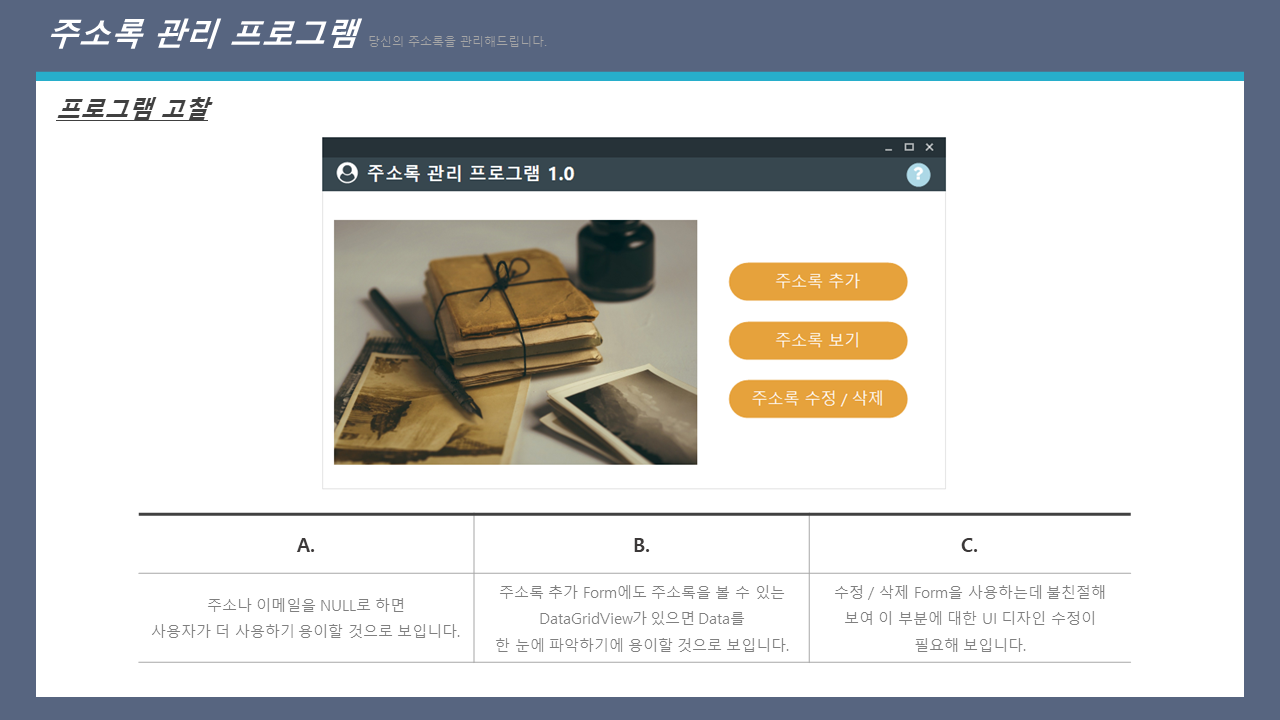 주소록 관리 프로그램 당신의 주소록을 관리해드립니다.
프로그램 고찰
주소록 관리 프로그램 1.0
?
주소록 추가
주소록 보기
주소록 수정 / 삭제
A.
B.
C.
주소나 이메일을 NULL로 하면
사용자가 더 사용하기 용이할 것으로 보입니다.
주소록 추가 Form에도 주소록을 볼 수 있는
DataGridView가 있으면 Data를
한 눈에 파악하기에 용이할 것으로 보입니다.
수정 / 삭제 Form을 사용하는데 불친절해
보여 이 부분에 대한 UI 디자인 수정이
필요해 보입니다.